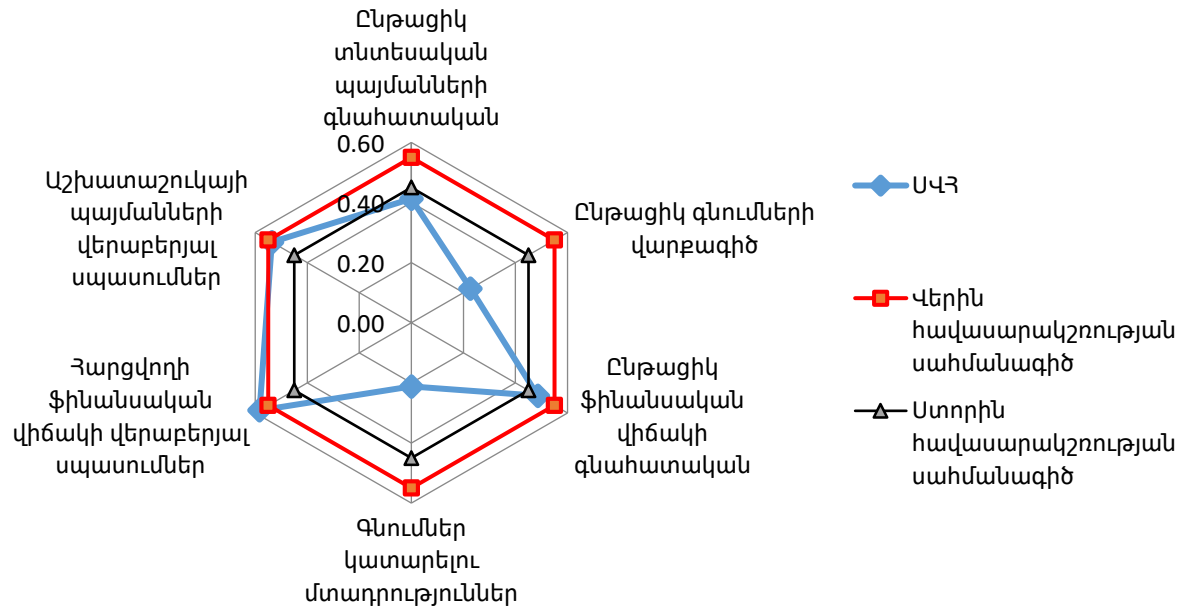 Ընթացիկ
տնտեսական
պայմանների
գնահատական
0.60
0.40
0.20
0.00
Ընթացիկ գնումների
վարքագիծ
Ընթացիկ
ֆինանսական
վիճակի
գնահատական
Գնումներ
կատարելու
մտադրություններ
Հարցվողի
ֆինանսական
վիճակի վերաբերյալ
սպասումներ
Աշխատաշուկայի
պայմանների
վերաբերյալ
սպասումներ
ՍՎՀ
Վերին
հավասարակշռության
սահմանագիծ
Ստորին
հավասարակշռության
սահմանագիծ